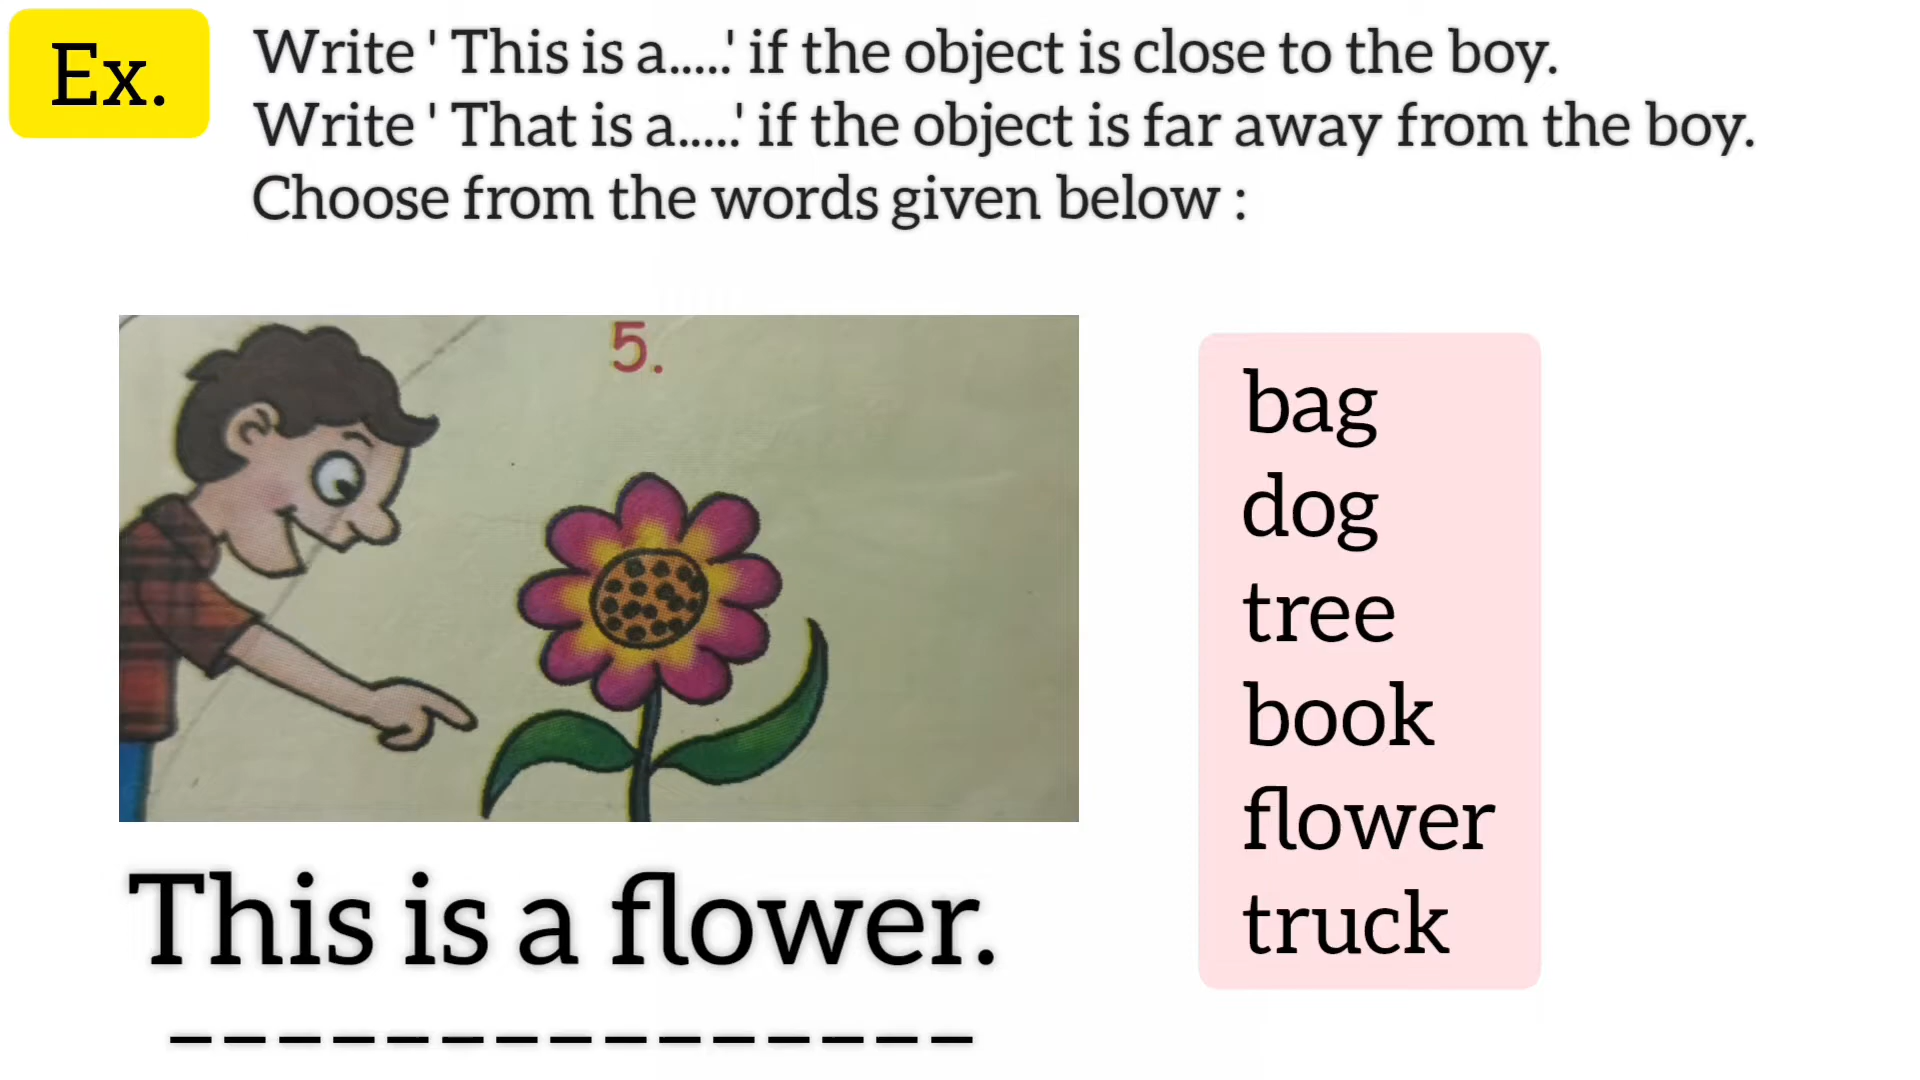 Ex.
Write ' This is a.....' if the object is close to the boy.
Write ' That is a.....' if the object is far away from the boy.
Choose from the words given below :
5.
bag
dog
tree
book
flower
truck
This is a flower.
_ _ _ _ _ _ _ _ _ _ _ _ _ _ _